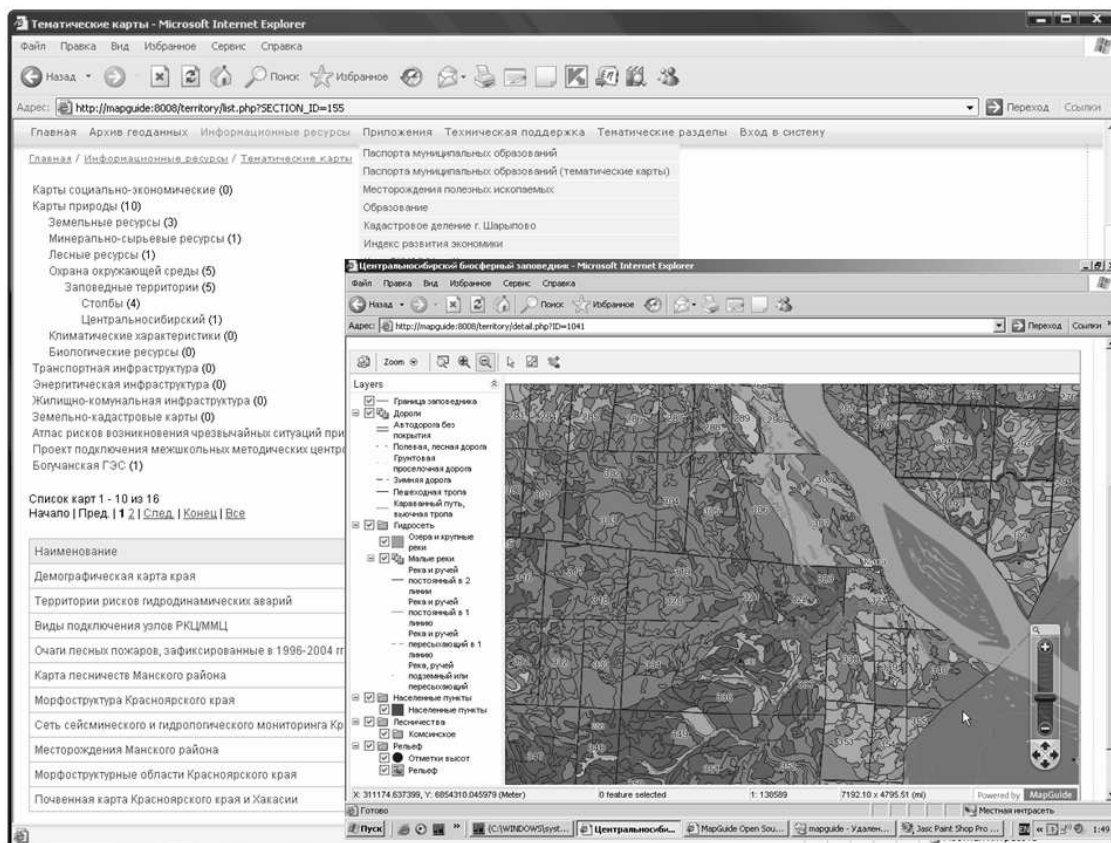 Тематические карты - Microsoft Internet Explorer
Файл Правка Вид Избранное Сервис Справка
Назад Поиск Избранное
Адрес: http://mapguide:8008/territory/list.php?SECTION_ID=155 Переход Ссылки
Главная Архив геоданных Информационные ресурсы Приложения Техническая поддержка Тематические разделы Вход в систему
Главная / Информационные ресурсы / Тематические карты
Паспорта муниципальных образований
Паспорта муниципальных образований (тематические карты)
Месторождения полезных ископаемых
Образование
Кадастровое деление г. Шарыпово
Индекс развития экономики
Карты социально-экономические (0)
Карты природы (10)
Земельные ресурсы (3)
Минерально-сырьевые ресурсы (1)
Лесные ресурсы (1)
Охрана окружающей среды (5)
Заповедные территории (5)
Столбы (4)
Центральносибирский (1)
Климатические характеристики (0)
Биологические ресурсы (0)
Транспортная инфраструктура (0)
Энергитическая инфраструктура (0)
Жилищно-комунальная инфраструктура (0)
Земельно-кадастровые карты (0)
Атлас рисков возникновения чрезвычайных ситуаций при
Проект подключения межшкольных методических центро
Богучанская ГЭС (1)
Список карт 1 - 10 из 16
Начало | Пред. | 1 2 | След. | Конец | Все
Наименование
Демографическая карта края
Территории рисков гидродинамических аварий
Виды подключения узлов РКЦ/ММЦ
Очаги лесных пожаров, зафиксированные в 1996-2004 гг
Карта лесничеств Манского района
Морфоструктура Красноярского края
Сеть сейсминеского и гидрологического мониторинга Кр
Месторождения Манского района
Морфоструктурные области Красноярского края
Почвенная карта Красноярского края и Хакасии
Центральносибирский биосферный заповедник - Microsoft Internet Explorer
Файл Правка Вид Избранное Сервис Справка
Назад Поиск Избранное
Адрес: http://mapguide:8008/territory/detail.php?ID=1041 Переход Ссылки
Zoom
Layers
Граница заповедника
Дороги
Автодорога без
покрытия
Полевая, лесная дорога
Грунтовая
проселочная дорога
Зимняя дорога
Пешеходная тропа
Караванный путь,
вьючная тропа
Гидросеть
Озера и крупные
реки
Малые реки
Река и ручей
постоянный в 2
линии
Река и ручей
постоянный в 1
линию
Река и ручей
пересыхающий в 1
линию
Река, ручей
подземный или
пересыхающий
Населенные пункты
Населенные пункты
Лесничества
Комсинское
Рельеф
Отметки высот
Рельеф
X: 311174.637399, Y: 6854310.045979 (Meter) 0 feature selected 1: 138589 7192.10 x 4795.51 (mi) Powered by MapGuide
Готово Местная интрасеть
Пуск (C:\WINDOWS\syst... Центральносиби... MapGuide Open Sou... mapguide - Удален... Jasc Paint Shop Pro ... EN 1:49